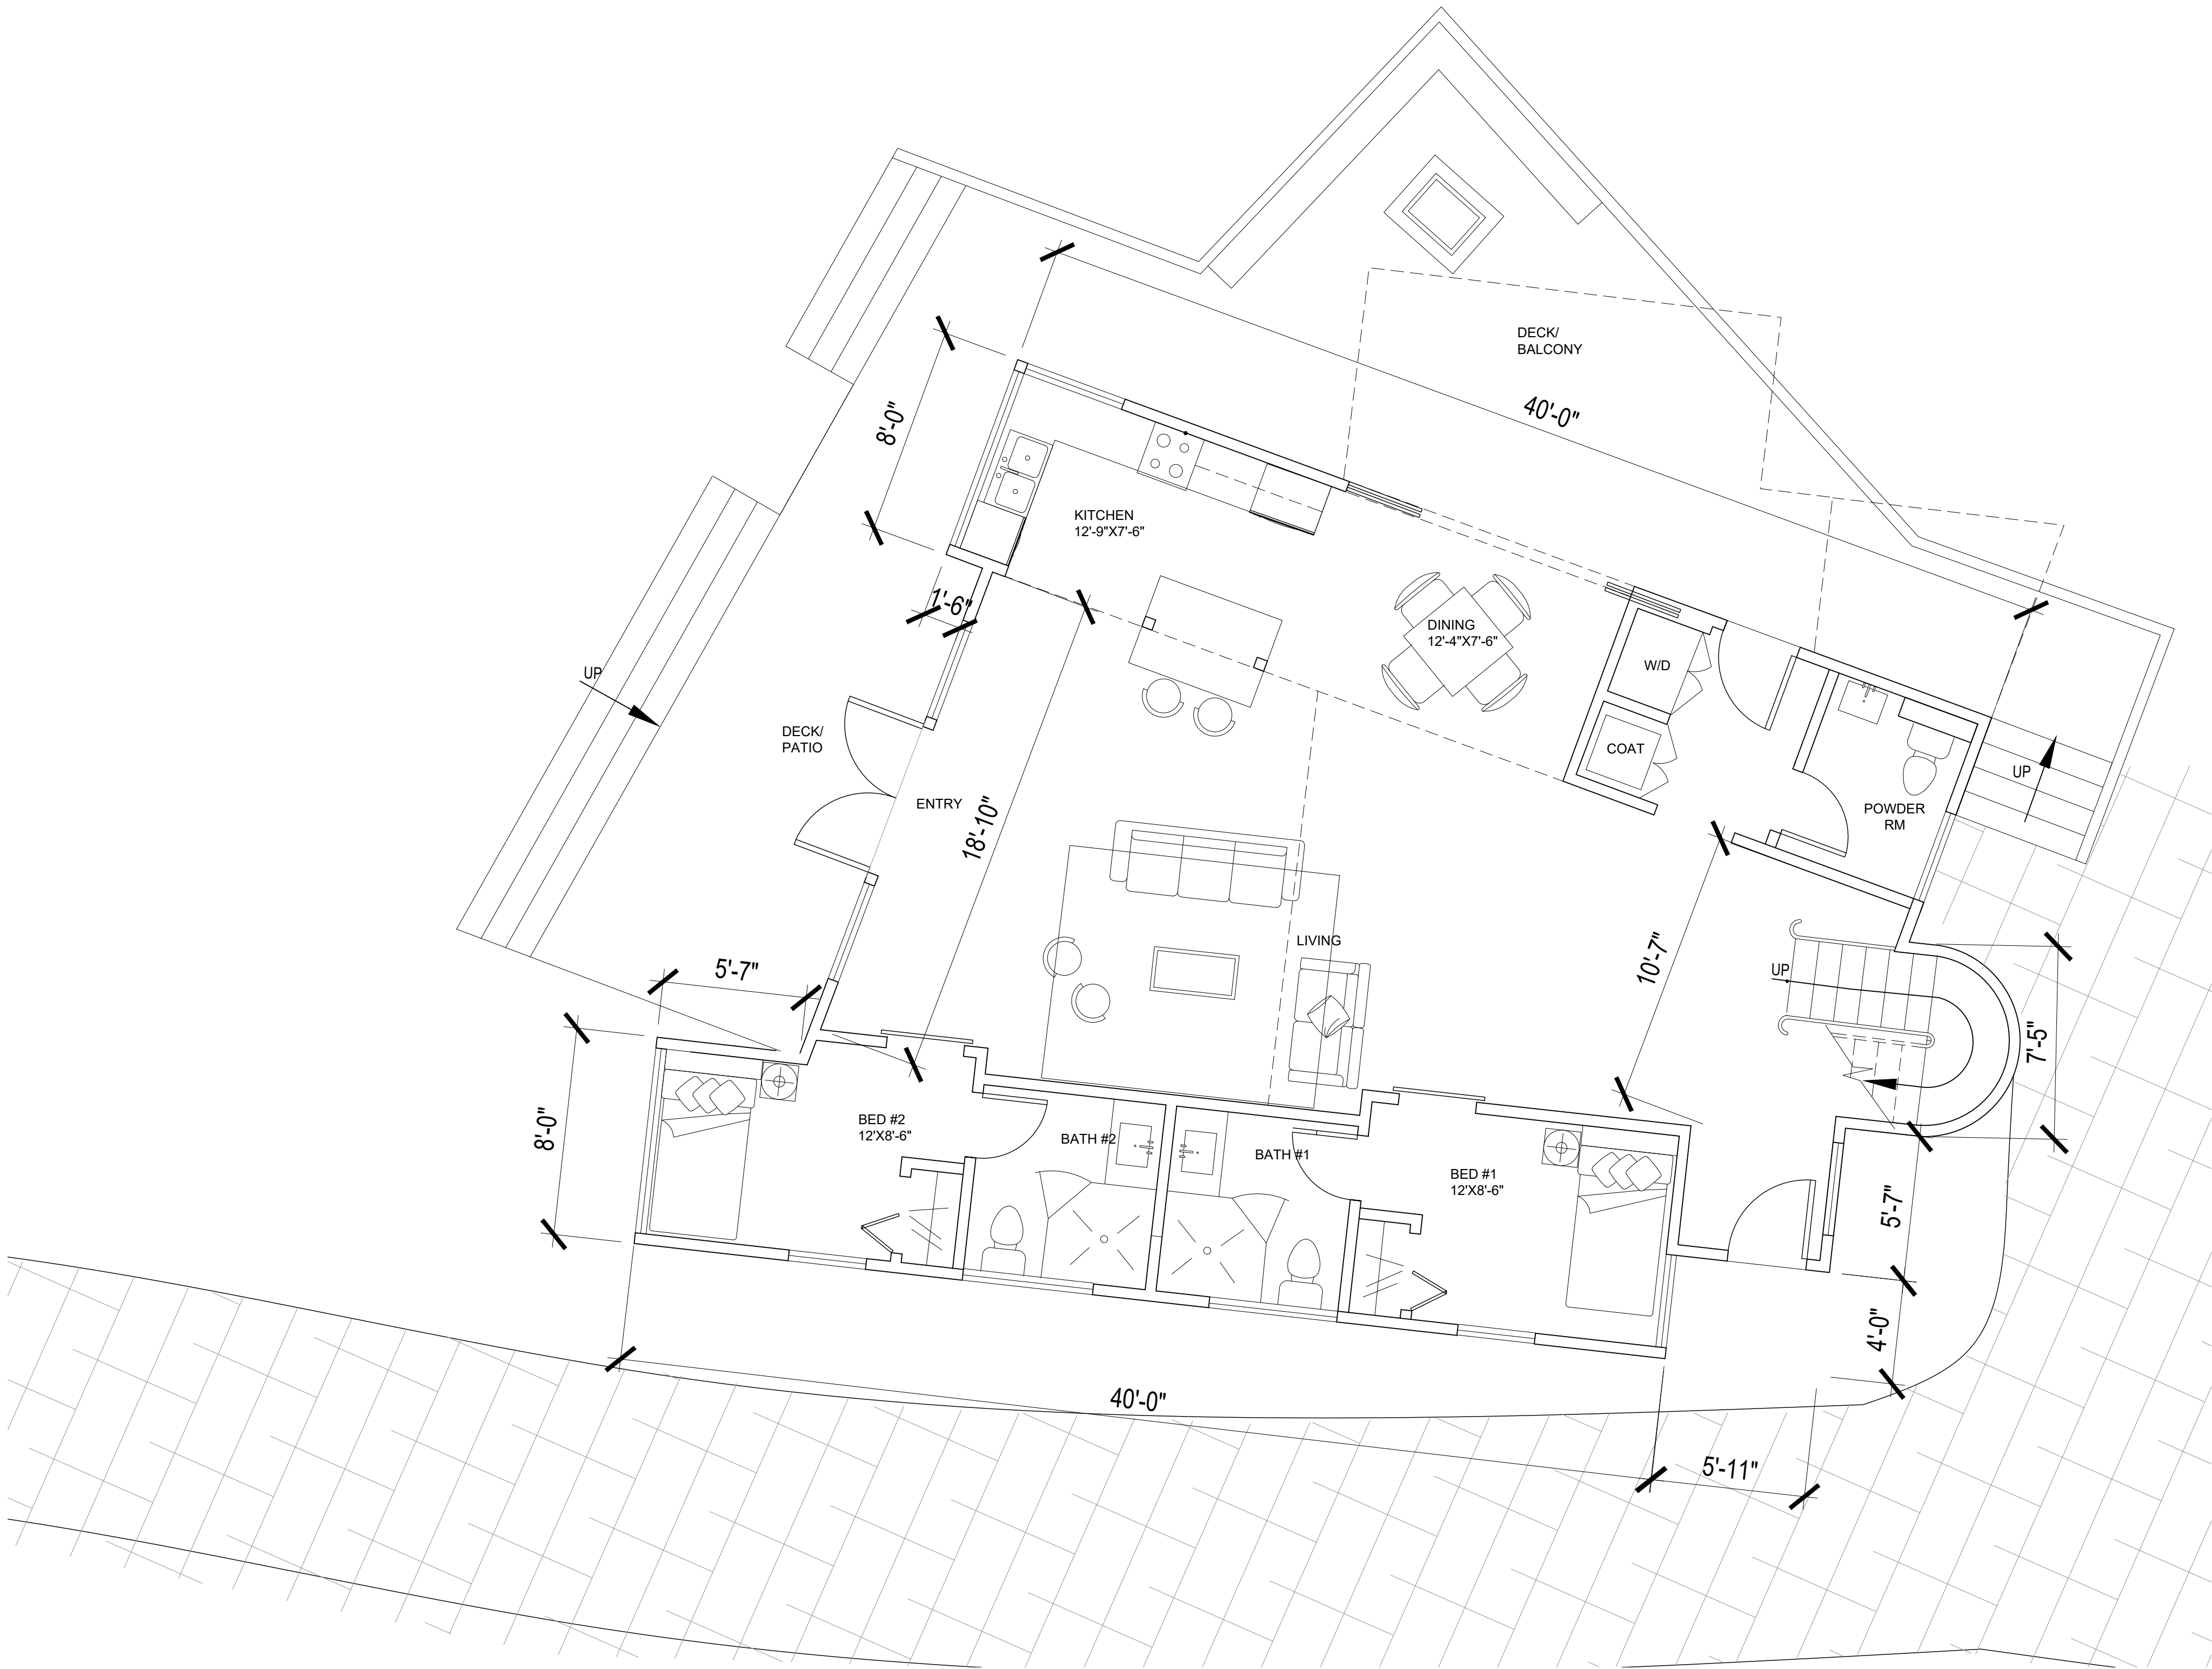 DECK/
BALCONY
40'-0"
8'-0"
KITCHEN
12'-9"X7'-6"
1'-6"
DINING
12'-4"X7'-6"
W/D
COAT
UP
DECK/
PATIO
ENTRY
18'-10"
UP
POWDER
RM
LIVING
10'-7"
UP
5'-7"
7'-5"
8'-0"
BED #2
12'X8'-6"
BATH #2
BATH #1
BED #1
12'X8'-6"
5'-7"
4'-0"
40'-0"
5'-11"